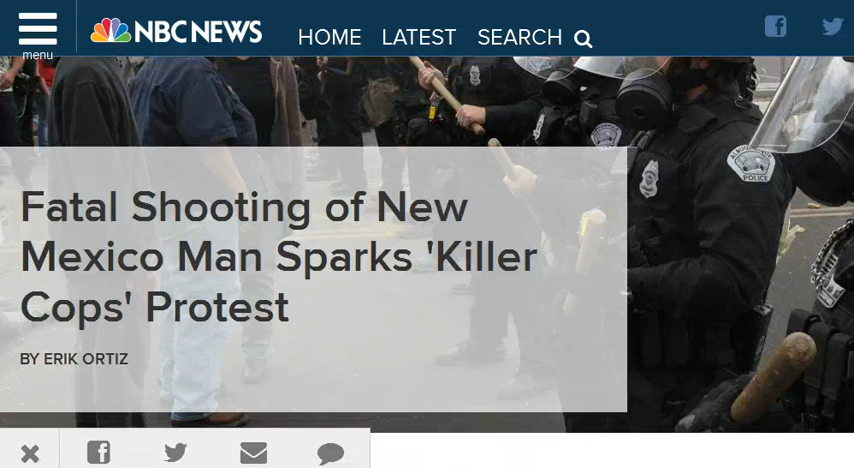 NBC NEWS HOME LATEST SEARCH
menu
ALBUQUERQUE
POLICE
Fatal Shooting of New
Mexico Man Sparks 'Killer
Cops' Protest
BY ERIK ORTIZ